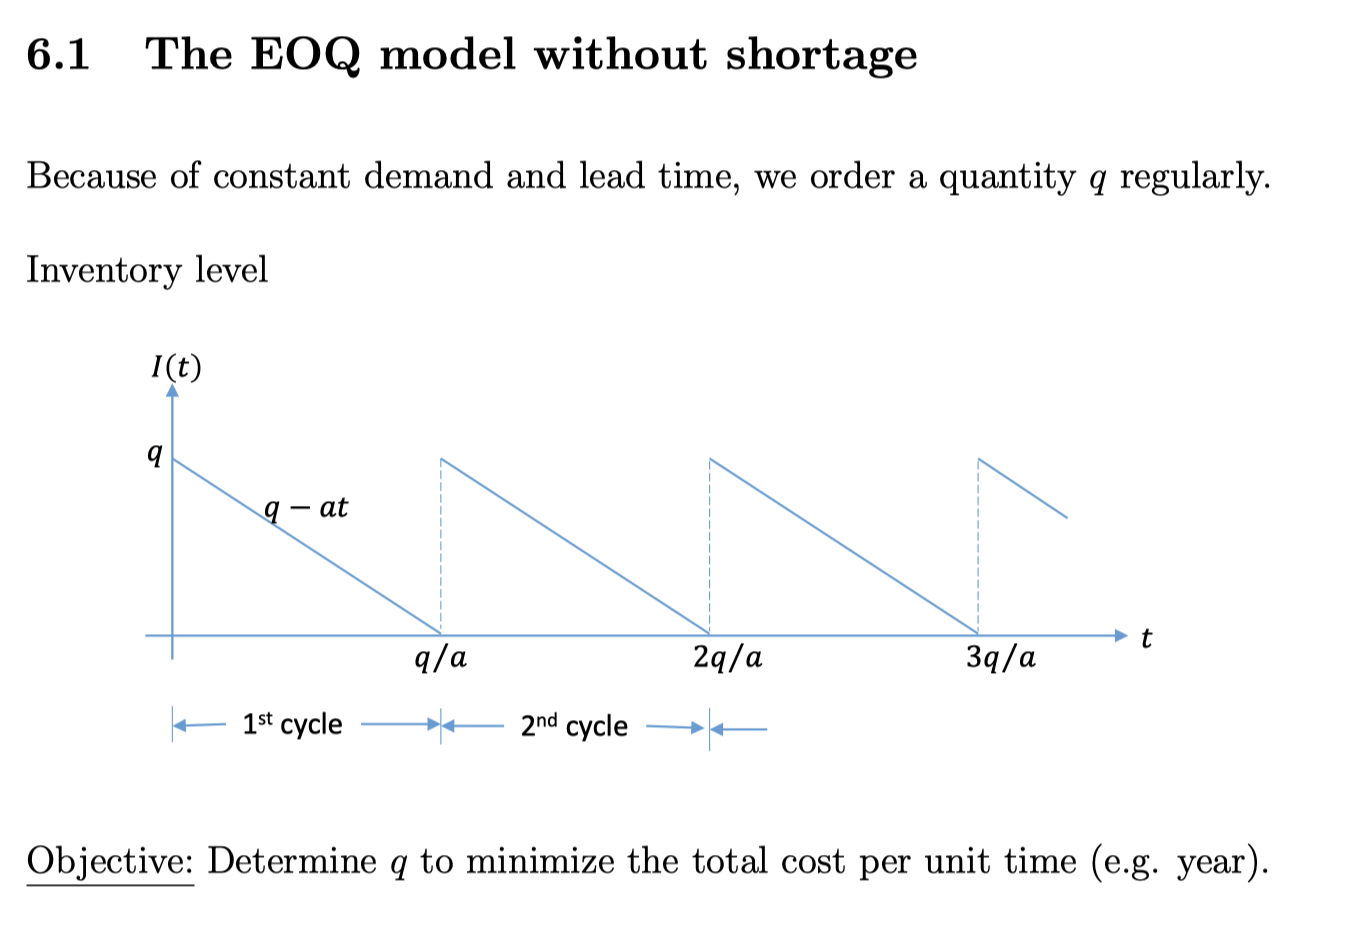 6.1 The EOQ model without shortage
Because of constant demand and lead time, we order a quantity q regularly.
Inventory level
I(t)
q
q − at
t
q/a 2q/a 3q/a
1st cycle 2nd cycle
Objective: Determine q to minimize the total cost per unit time (e.g. year).